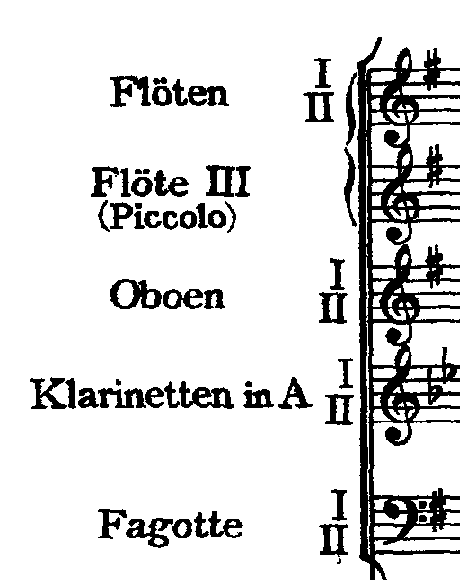 Flöten I
II
Flöte III
(Piccolo)
Oboen I
II
Klarinetten in A I
II
Fagotte I
II